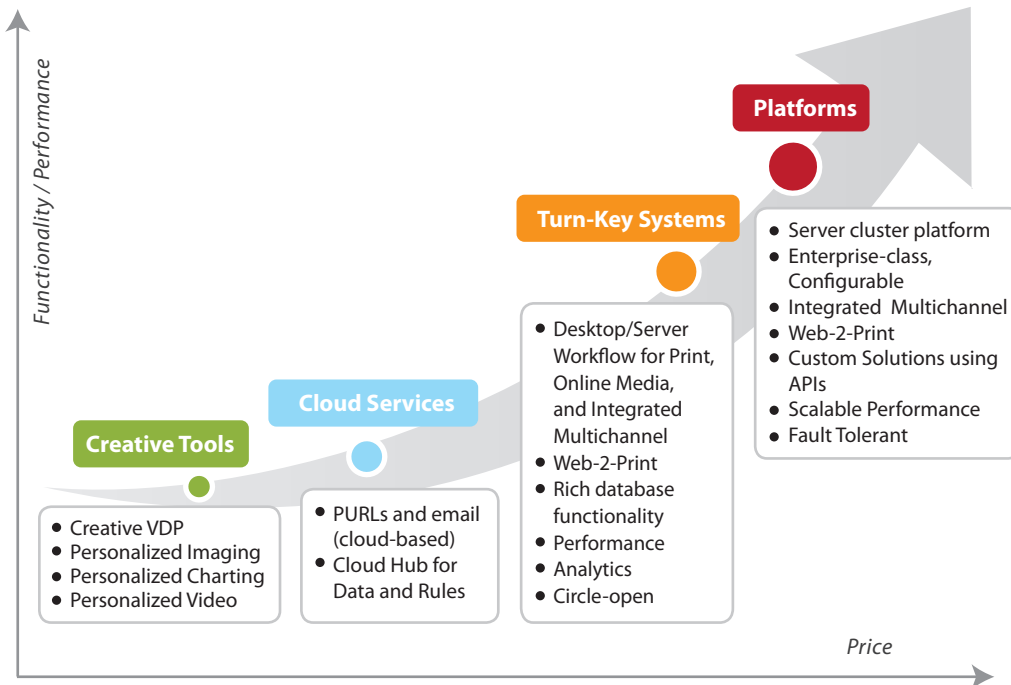 Functionality / Performance
Platforms
Turn-Key Systems
Cloud Services
Creative Tools
• Server cluster platform
• Enterprise-class,
Configurable
• Integrated Multichannel
• Web-2-Print
• Custom Solutions using
APIs
• Scalable Performance
• Fault Tolerant
• Desktop/Server
Workflow for Print,
Online Media,
and Integrated
Multichannel
• Web-2-Print
• Rich database
functionality
• Performance
• Analytics
• Circle-open
• PURLs and email
(cloud-based)
• Cloud Hub for
Data and Rules
• Creative VDP
• Personalized Imaging
• Personalized Charting
• Personalized Video
Price